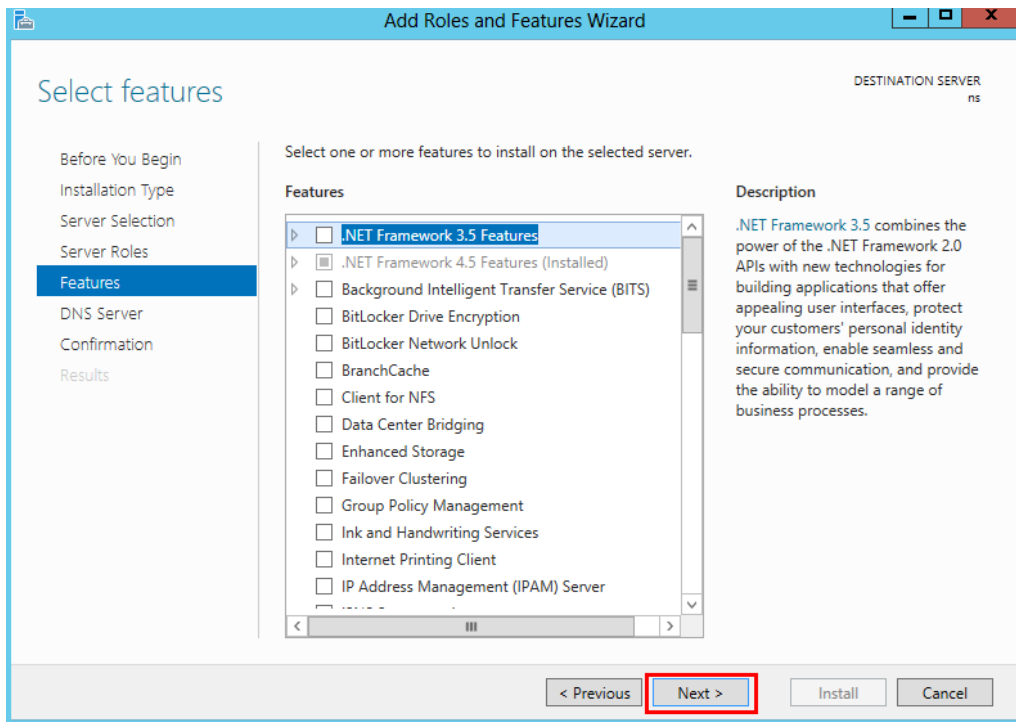 Add Roles and Features Wizard
Select features
DESTINATION SERVER
ns
Before You Begin
Installation Type
Server Selection
Server Roles
Features
DNS Server
Confirmation
Results
Select one or more features to install on the selected server.
Features
.NET Framework 3.5 Features
.NET Framework 4.5 Features (Installed)
Background Intelligent Transfer Service (BITS)
BitLocker Drive Encryption
BitLocker Network Unlock
BranchCache
Client for NFS
Data Center Bridging
Enhanced Storage
Failover Clustering
Group Policy Management
Ink and Handwriting Services
Internet Printing Client
IP Address Management (IPAM) Server
Description
.NET Framework 3.5 combines the
power of the .NET Framework 2.0
APIs with new technologies for
building applications that offer
appealing user interfaces, protect
your customers' personal identity
information, enable seamless and
secure communication, and provide
the ability to model a range of
business processes.
< Previous
Next >
Install
Cancel